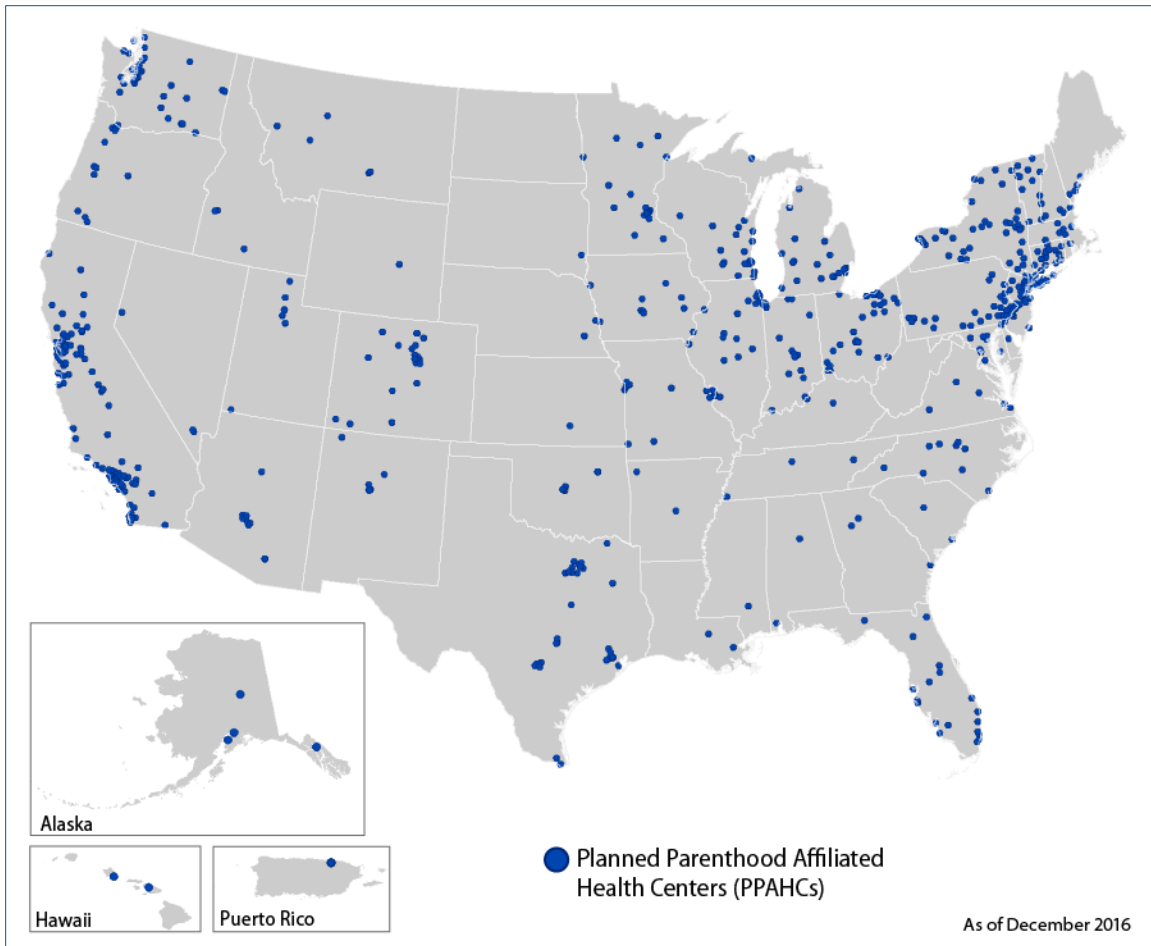 Alaska
Hawaii
Puerto Rico
Planned Parenthood Affiliated
Health Centers (PPAHCs)
As of December 2016